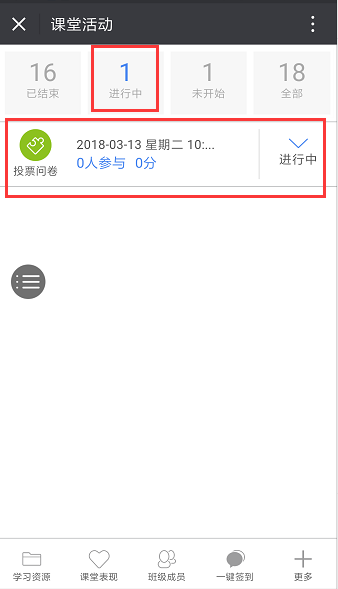 课堂活动
16 1 1 18
已结束 进行中 未开始 全部
2018-03-13 星期二 10:...
0人参与 0分
投票问卷
进行中
学习资源 课堂表现 班级成员 一键签到 更多